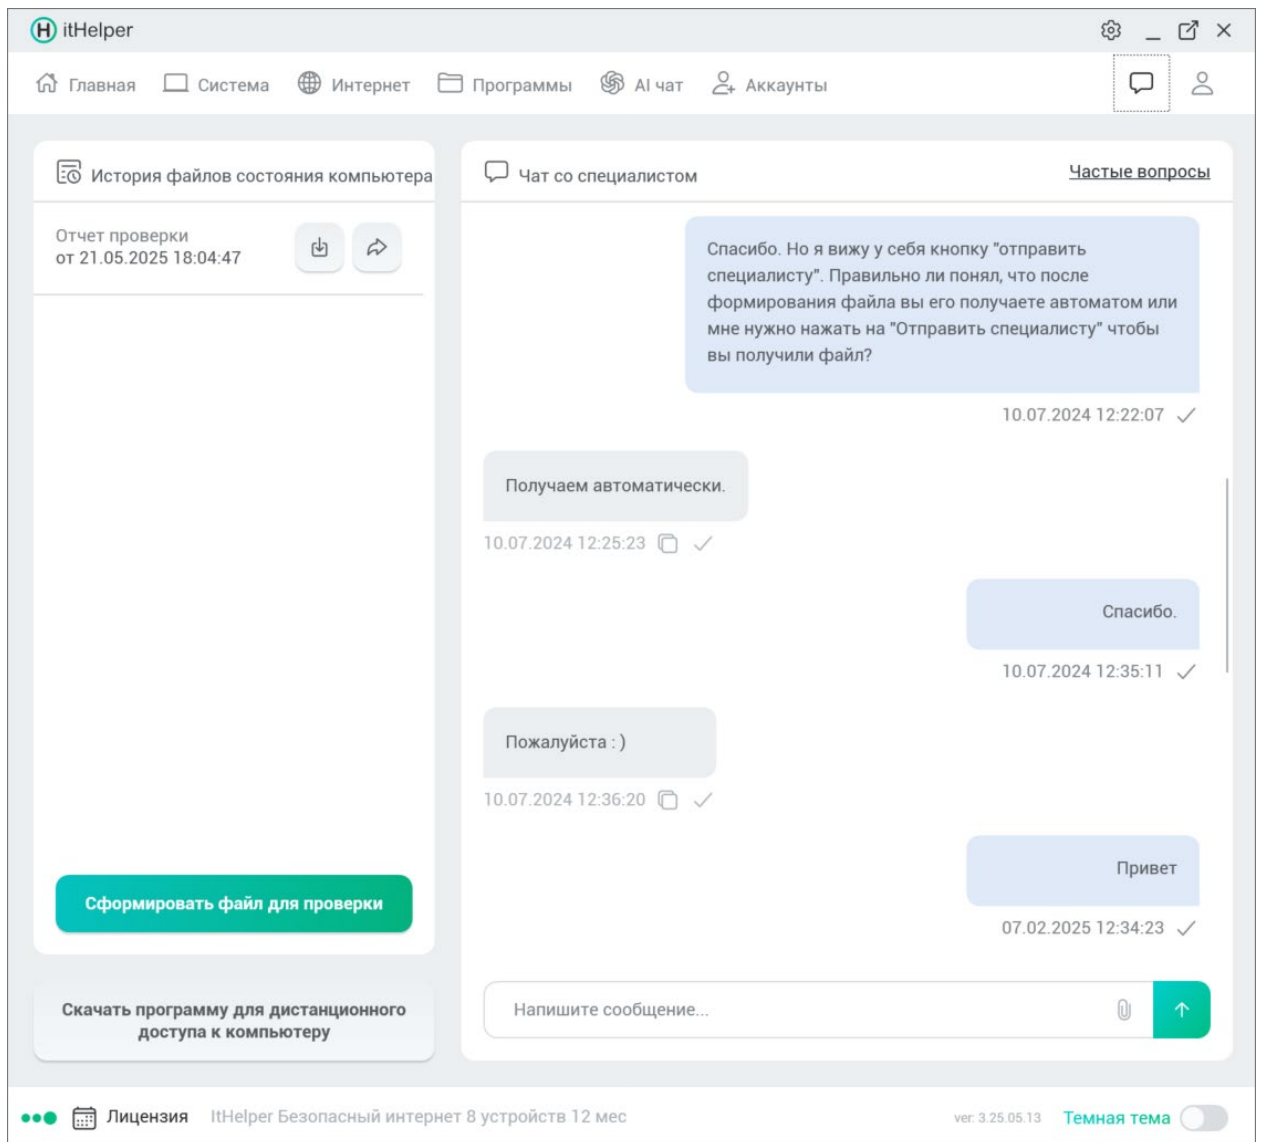 itHelper
Главная
Система
Интернет
Программы
AI чат
Аккаунты
История файлов состояния компьютера
Отчет проверки
от 21.05.2025 18:04:47
Сформировать файл для проверки
Скачать программу для дистанционного
доступа к компьютеру
Чат со специалистом
Частые вопросы
Спасибо. Но я вижу у себя кнопку "отправить
специалисту". Правильно ли понял, что после
формирования файла вы его получаете автоматом или
мне нужно нажать на "Отправить специалисту" чтобы
вы получили файл?
10.07.2024 12:22:07
Получаем автоматически.
10.07.2024 12:25:23
Спасибо.
10.07.2024 12:35:11
Пожалуйста : )
10.07.2024 12:36:20
Привет
07.02.2025 12:34:23
Напишите сообщение...
Лицензия
ItHelper Безопасный интернет 8 устройств 12 мес
ver: 3.25.05.13
Темная тема